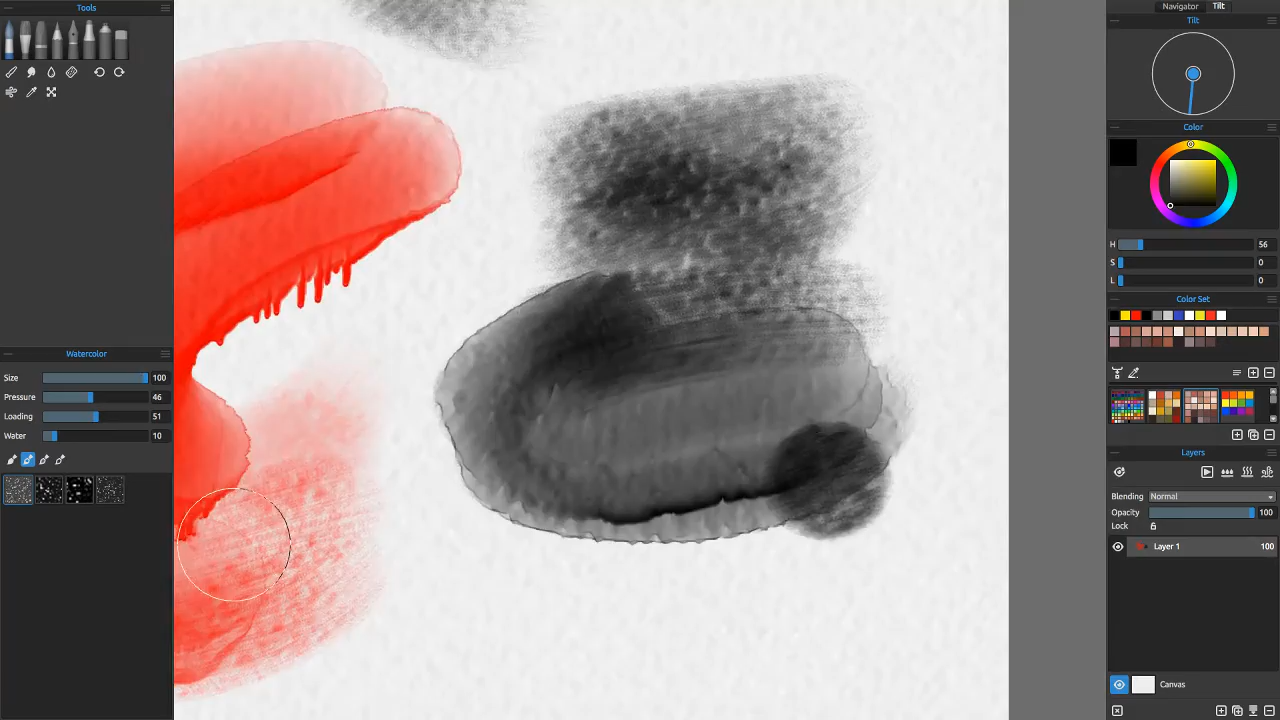 Tools
Watercolor
Size 100
Pressure 46
Loading 51
Water 10
Navigator Tilt
Tilt
Color
H 56
S 0
L 0
Color Set
Layers
Blending Normal
Opacity 100
Lock
Layer 1 100
Canvas